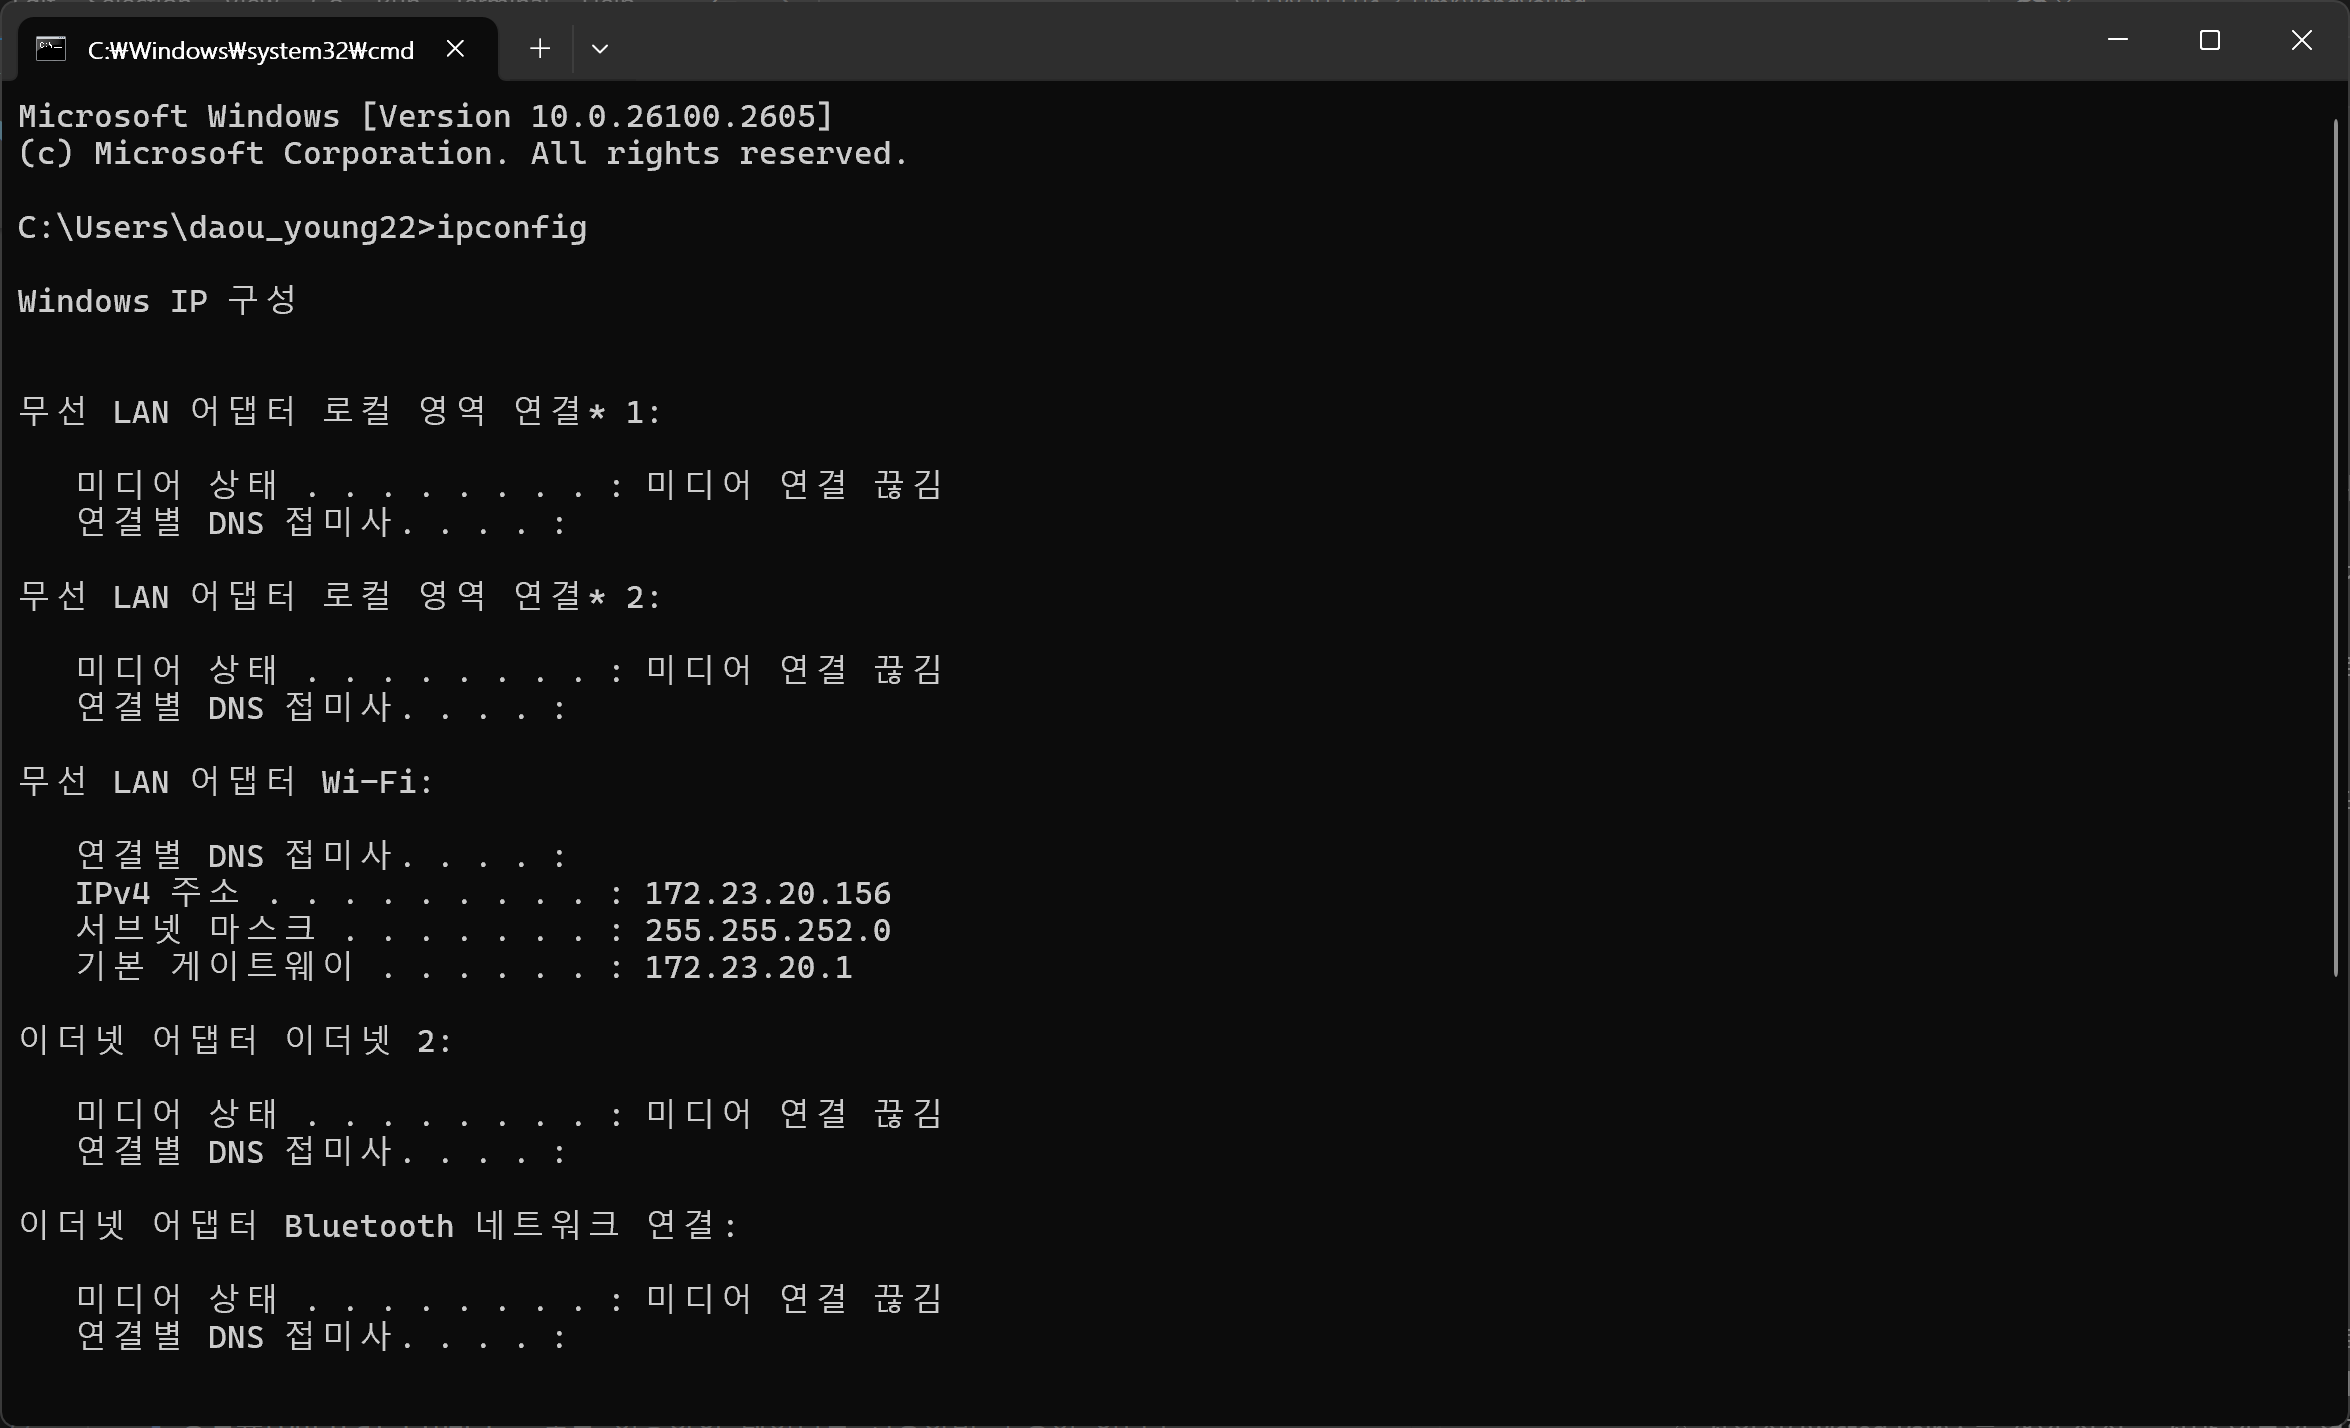 C:₩Windows₩system32₩cmd
Microsoft Windows [Version 10.0.26100.2605]
(c) Microsoft Corporation. All rights reserved.
C:\Users\daou_young22>ipconfig
Windows IP 구성
무선 LAN 어댑터 로컬 영역 연결* 1:
미디어 상태 . . . . . . . . : 미디어 연결 끊김
연결별 DNS 접미사. . . . :
무선 LAN 어댑터 로컬 영역 연결* 2:
미디어 상태 . . . . . . . . : 미디어 연결 끊김
연결별 DNS 접미사. . . . :
무선 LAN 어댑터 Wi-Fi:
연결별 DNS 접미사. . . . :
IPv4 주소 . . . . . . . . . : 172.23.20.156
서브넷 마스크 . . . . . . . : 255.255.252.0
기본 게이트웨이 . . . . . . : 172.23.20.1
이더넷 어댑터 이더넷 2:
미디어 상태 . . . . . . . . : 미디어 연결 끊김
연결별 DNS 접미사. . . . :
이더넷 어댑터 Bluetooth 네트워크 연결:
미디어 상태 . . . . . . . . : 미디어 연결 끊김
연결별 DNS 접미사. . . . :